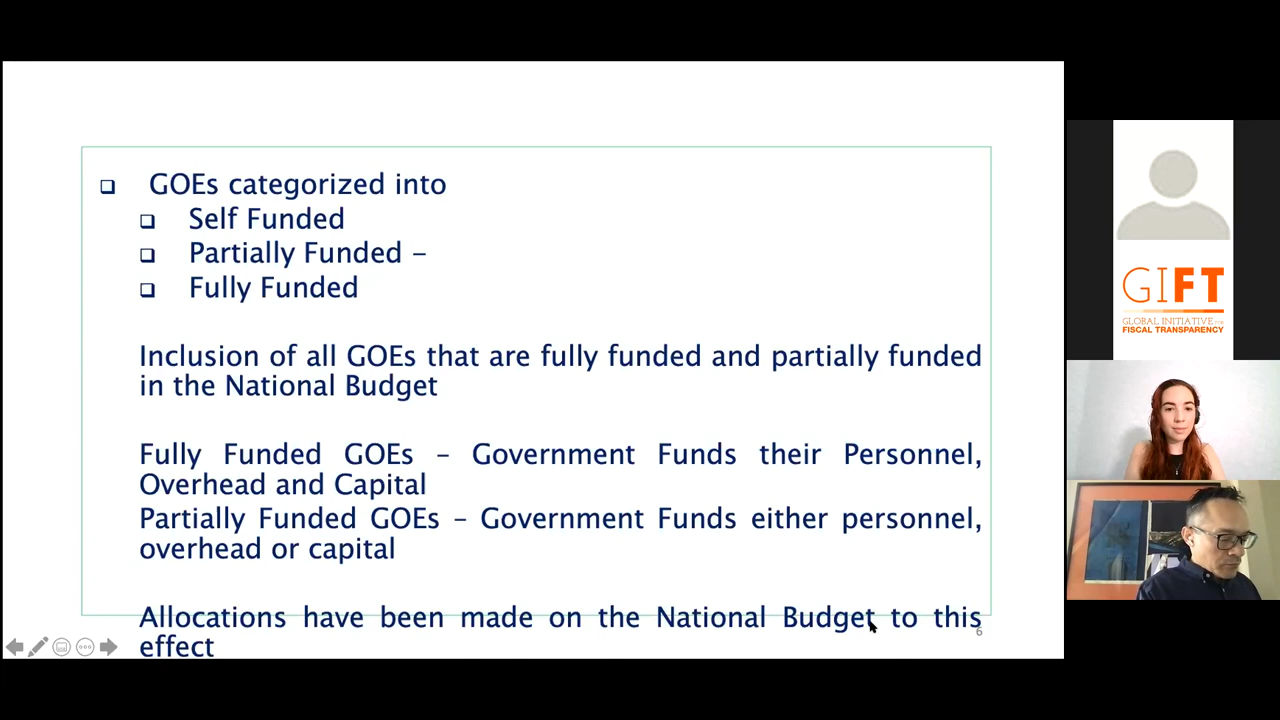 GOEs categorized into
Self Funded
Partially Funded –
Fully Funded
Inclusion of all GOEs that are fully funded and partially funded
in the National Budget
Fully Funded GOEs – Government Funds their Personnel,
Overhead and Capital
Partially Funded GOEs – Government Funds either personnel,
overhead or capital
Allocations have been made on the National Budget to this
effect
6
GIFT
GLOBAL INITIATIVE FOR
FISCAL TRANSPARENCY